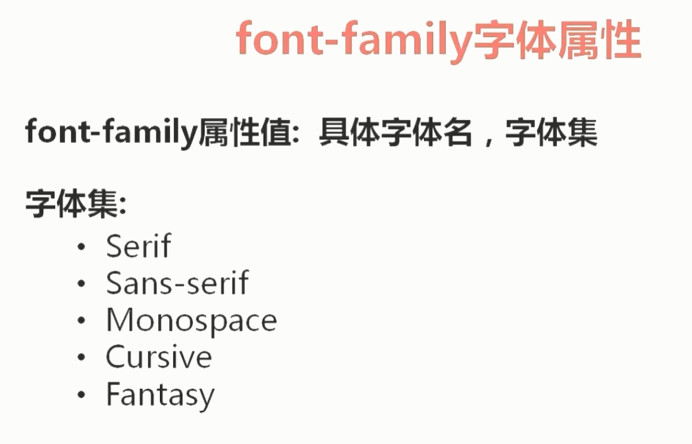 font-family字体属性
font-family属性值: 具体字体名，字体集
字体集:
• Serif
• Sans-serif
• Monospace
• Cursive
• Fantasy